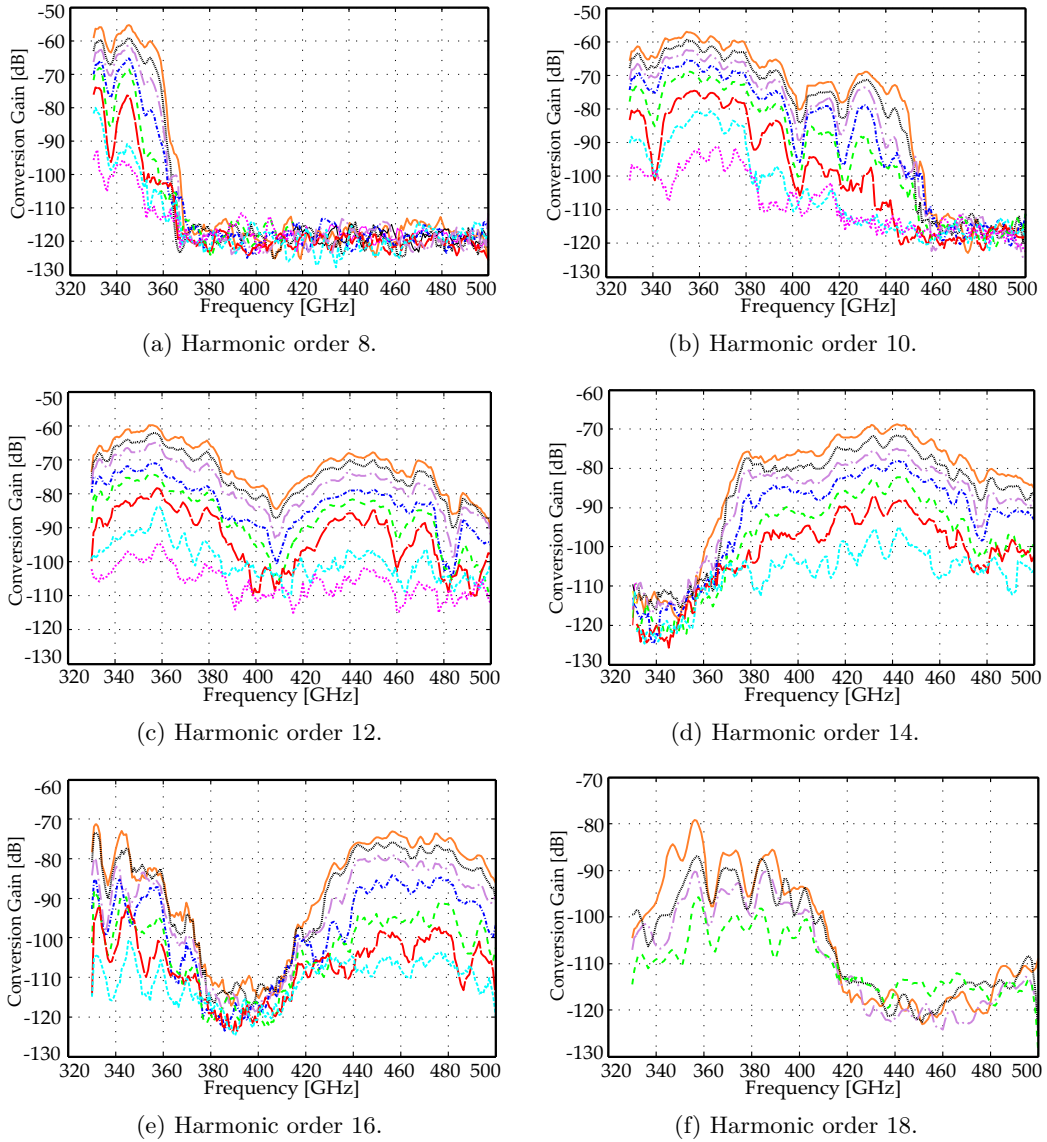 -50
-60
-70
-80
-90
-100
-110
-120
-130
Conversion Gain [dB]
320 340 360 380 400 420 440 460 480 500
Frequency [GHz]
(a) Harmonic order 8.
-50
-60
-70
-80
-90
-100
-110
-120
-130
Conversion Gain [dB]
320 340 360 380 400 420 440 460 480 500
Frequency [GHz]
(b) Harmonic order 10.
-50
-60
-70
-80
-90
-100
-110
-120
-130
Conversion Gain [dB]
320 340 360 380 400 420 440 460 480 500
Frequency [GHz]
(c) Harmonic order 12.
-60
-70
-80
-90
-100
-110
-120
-130
Conversion Gain [dB]
320 340 360 380 400 420 440 460 480 500
Frequency [GHz]
(d) Harmonic order 14.
-60
-70
-80
-90
-100
-110
-120
-130
Conversion Gain [dB]
320 340 360 380 400 420 440 460 480 500
Frequency [GHz]
(e) Harmonic order 16.
-70
-80
-90
-100
-110
-120
-130
Conversion Gain [dB]
320 340 360 380 400 420 440 460 480 500
Frequency [GHz]
(f) Harmonic order 18.